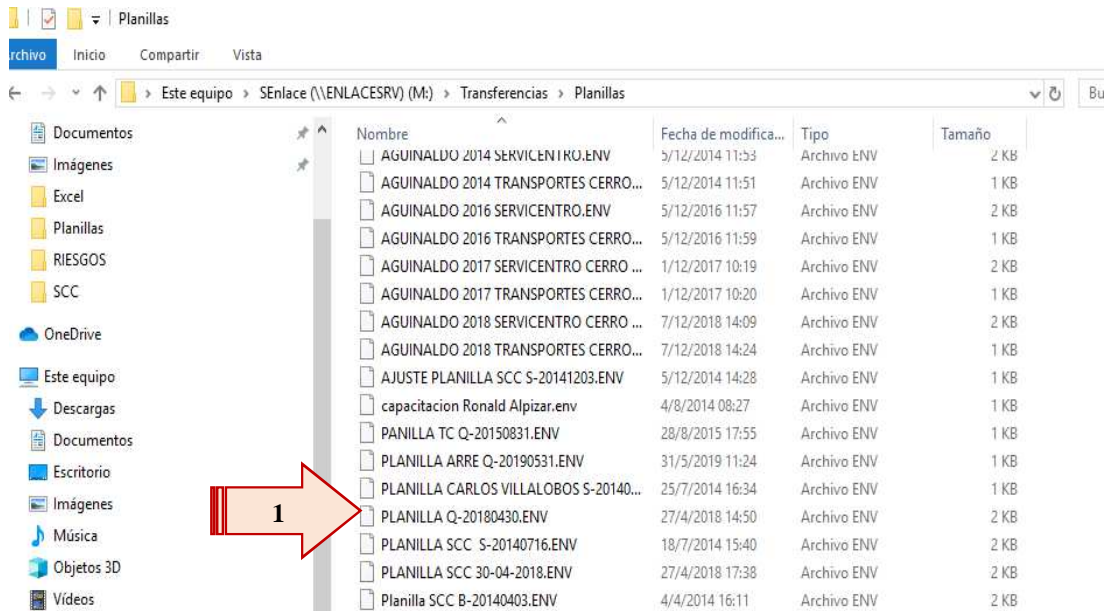 Planillas
Archivo Inicio Compartir Vista
Este equipo > SEnlace (\\ENLACESRV) (M:) > Transferencias > Planillas Bu
Documentos
Imágenes
Excel
Planillas
RIESGOS
SCC
OneDrive
Este equipo
Descargas
Documentos
Escritorio
Imágenes
Música
Objetos 3D
Vídeos
1
Nombre Fecha de modifica... Tipo Tamaño
AGUINALDO 2014 SERVICENTRO.ENV 5/12/2014 11:53 Archivo ENV 2 KB
AGUINALDO 2014 TRANSPORTES CERRO... 5/12/2014 11:51 Archivo ENV 1 KB
AGUINALDO 2016 SERVICENTRO.ENV 5/12/2016 11:57 Archivo ENV 2 KB
AGUINALDO 2016 TRANSPORTES CERRO... 5/12/2016 11:59 Archivo ENV 1 KB
AGUINALDO 2017 SERVICENTRO CERRO ... 1/12/2017 10:19 Archivo ENV 2 KB
AGUINALDO 2017 TRANSPORTES CERRO... 1/12/2017 10:20 Archivo ENV 1 KB
AGUINALDO 2018 SERVICENTRO CERRO ... 7/12/2018 14:09 Archivo ENV 2 KB
AGUINALDO 2018 TRANSPORTES CERRO... 7/12/2018 14:24 Archivo ENV 1 KB
AJUSTE PLANILLA SCC S-20141203.ENV 5/12/2014 14:28 Archivo ENV 1 KB
capacitacion Ronald Alpizar.env 4/8/2014 08:27 Archivo ENV 1 KB
PANILLA TC Q-20150831.ENV 28/8/2015 17:55 Archivo ENV 1 KB
PLANILLA ARRE Q-20190531.ENV 31/5/2019 11:24 Archivo ENV 1 KB
PLANILLA CARLOS VILLALOBOS S-20140... 25/7/2014 16:34 Archivo ENV 1 KB
PLANILLA Q-20180430.ENV 27/4/2018 14:50 Archivo ENV 2 KB
PLANILLA SCC S-20140716.ENV 18/7/2014 15:40 Archivo ENV 2 KB
PLANILLA SCC 30-04-2018.ENV 27/4/2018 17:38 Archivo ENV 2 KB
Planilla SCC B-20140403.ENV 4/4/2014 16:11 Archivo ENV 2 KB